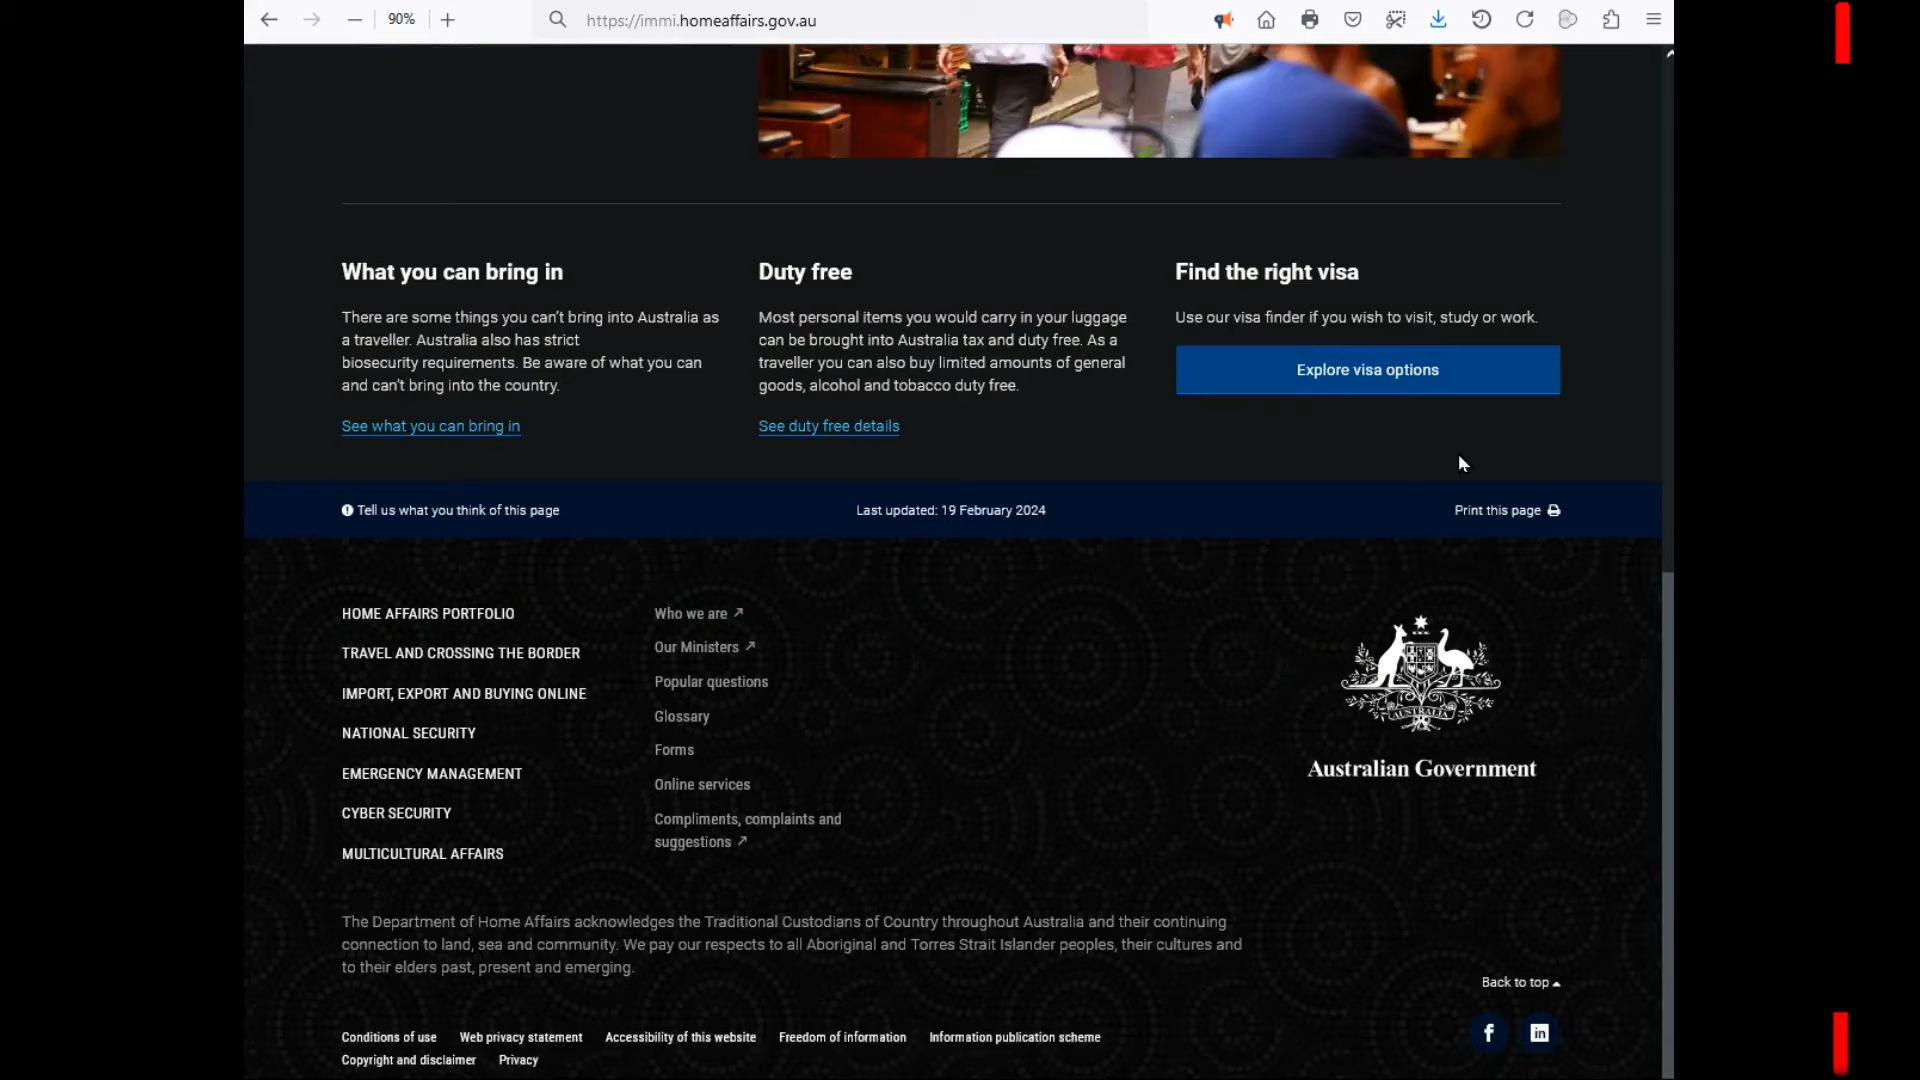 90%
https://immi.homeaffairs.gov.au
What you can bring in
There are some things you can't bring into Australia as
a traveller. Australia also has strict
biosecurity requirements. Be aware of what you can
and can't bring into the country.
See what you can bring in
Duty free
Most personal items you would carry in your luggage
can be brought into Australia tax and duty free. As a
traveller you can also buy limited amounts of general
goods, alcohol and tobacco duty free.
See duty free details
Find the right visa
Use our visa finder if you wish to visit, study or work.
Explore visa options
Tell us what you think of this page
Last updated: 19 February 2024
Print this page
HOME AFFAIRS PORTFOLIO
TRAVEL AND CROSSING THE BORDER
IMPORT, EXPORT AND BUYING ONLINE
NATIONAL SECURITY
EMERGENCY MANAGEMENT
CYBER SECURITY
MULTICULTURAL AFFAIRS
Who we are
Our Ministers
Popular questions
Glossary
Forms
Online services
Compliments, complaints and
suggestions
AUSTRALIA
Australian Government
The Department of Home Affairs acknowledges the Traditional Custodians of Country throughout Australia and their continuing
connection to land, sea and community. We pay our respects to all Aboriginal and Torres Strait Islander peoples, their cultures and
to their elders past, present and emerging.
Back to top
Conditions of use Web privacy statement Accessibility of this website Freedom of information Information publication scheme
Copyright and disclaimer Privacy
f in